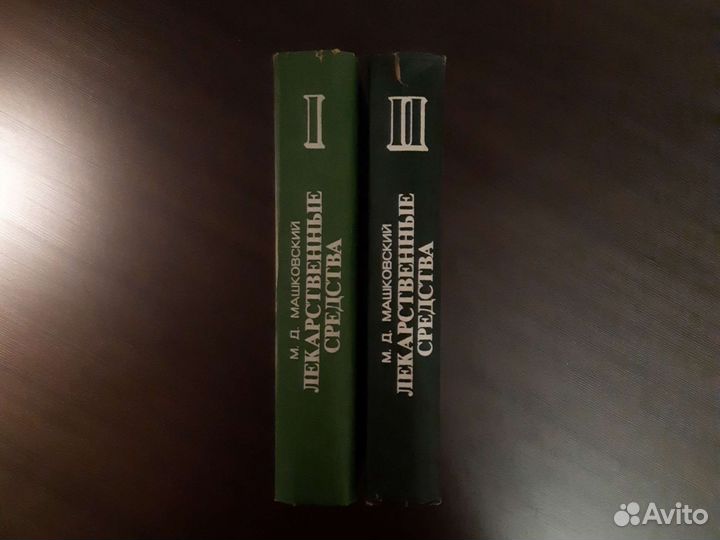 I
М. Д. МАШКОВСКИЙ
ЛЕКАРСТВЕННЫЕ
СРЕДСТВА
II
М. Д. МАШКОВСКИЙ
ЛЕКАРСТВЕННЫЕ
СРЕДСТВА
Avito